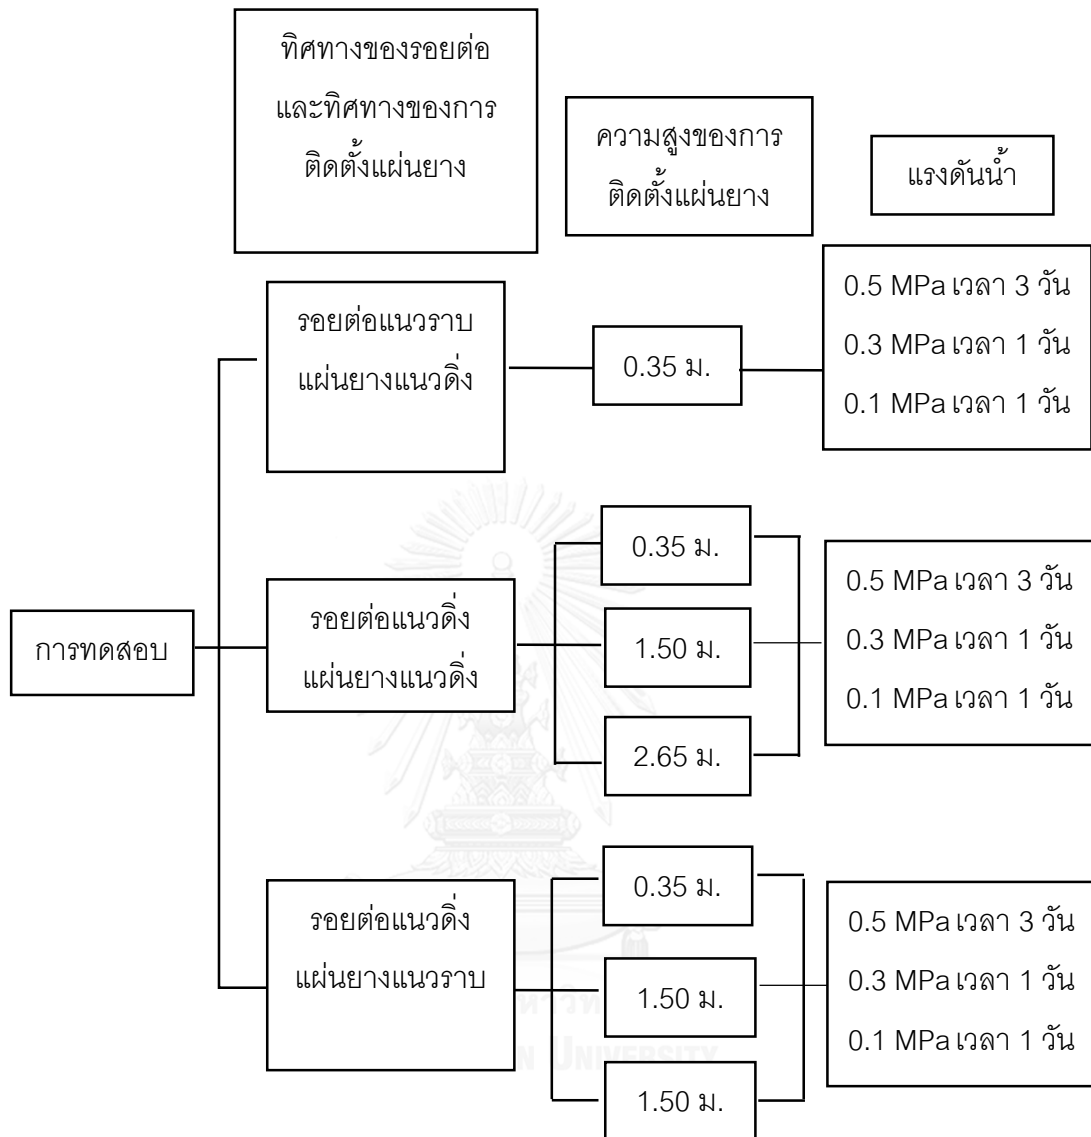 ทิศทางของรอยต่อ
และทิศทางของการ
ติดตั้งแผ่นยาง
ความสูงของการ
ติดตั้งแผ่นยาง
แรงดันน้ำ
รอยต่อแนวราบ
แผ่นยางแนวดิ่ง
0.35 ม.
0.5 MPa เวลา 3 วัน
0.3 MPa เวลา 1 วัน
0.1 MPa เวลา 1 วัน
การทดสอบ
รอยต่อแนวดิ่ง
แผ่นยางแนวดิ่ง
0.35 ม.
1.50 ม.
2.65 ม.
0.5 MPa เวลา 3 วัน
0.3 MPa เวลา 1 วัน
0.1 MPa เวลา 1 วัน
รอยต่อแนวดิ่ง
แผ่นยางแนวราบ
0.35 ม.
1.50 ม.
1.50 ม.
0.5 MPa เวลา 3 วัน
0.3 MPa เวลา 1 วัน
0.1 MPa เวลา 1 วัน
UNIVERSITY